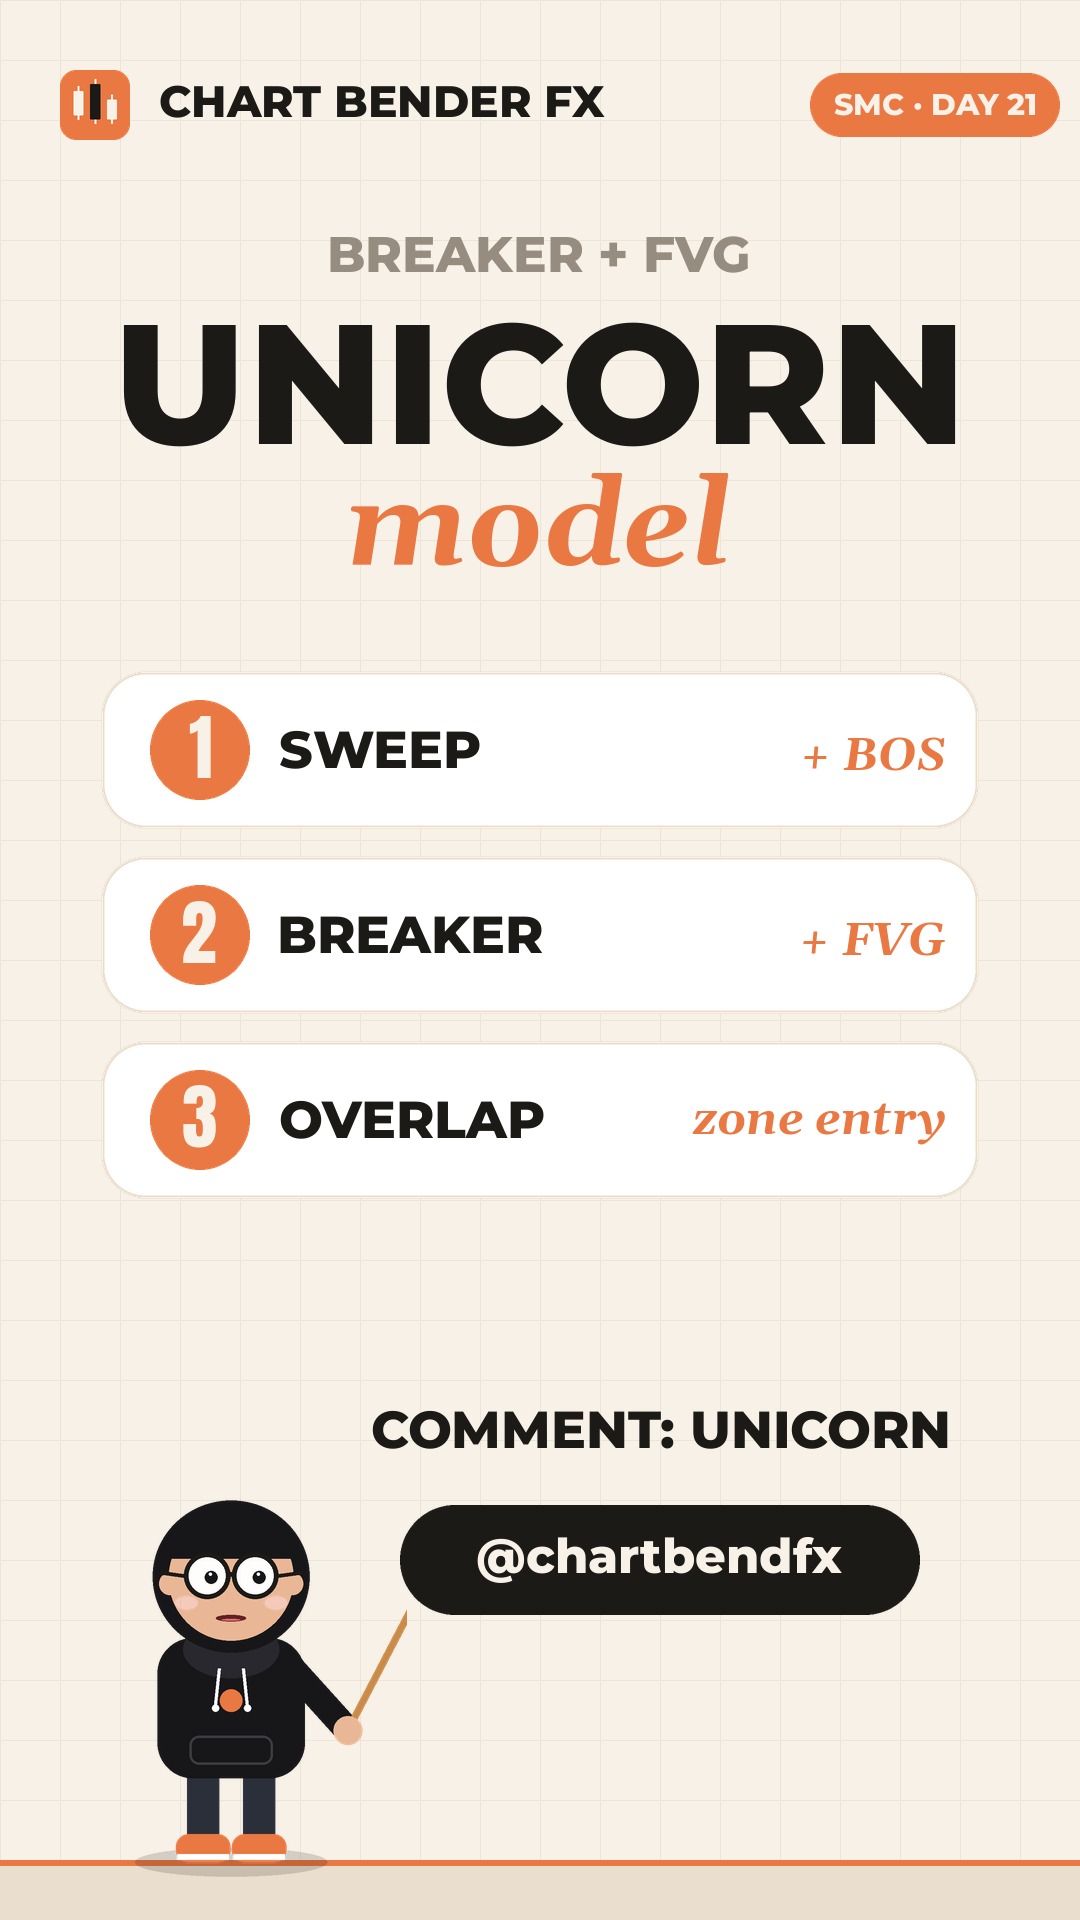 CHART BENDER FX
SMC • DAY 21
BREAKER + FVG
UNICORN
model
1 SWEEP + BOS
2 BREAKER + FVG
3 OVERLAP zone entry
COMMENT: UNICORN
@chartbendfx